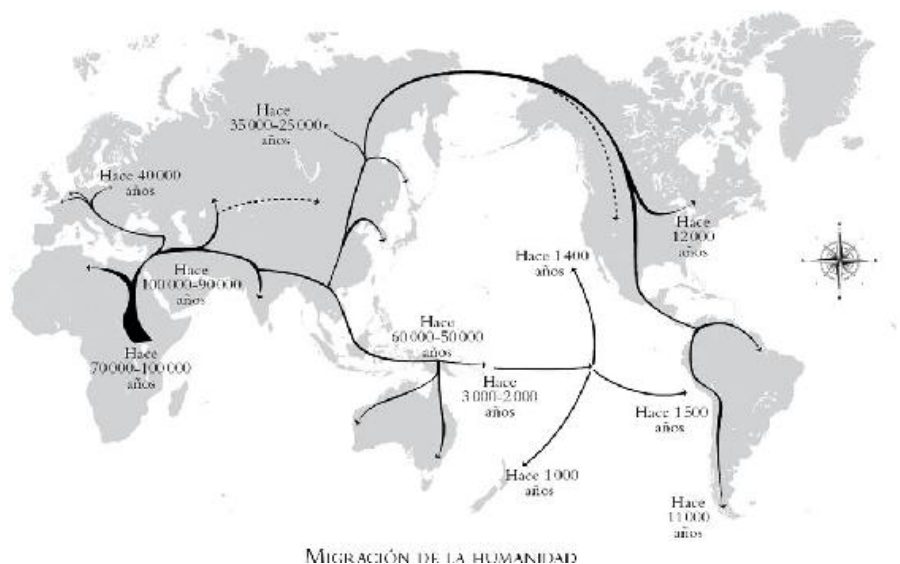 Hace
35 000-25 000
años
Hace 40 000
años
Hace
12 000
años
Hace 1 400
años
Hace
100 000-90 000
años
Hace
60 000-50 000
años
Hace
70 000-100 000
años
Hace
3 000-2 000
años
Hace 1 500
años
Hace 1 000
años
Hace
11 000
años
MIGRACIÓN DE LA HUMANIDAD